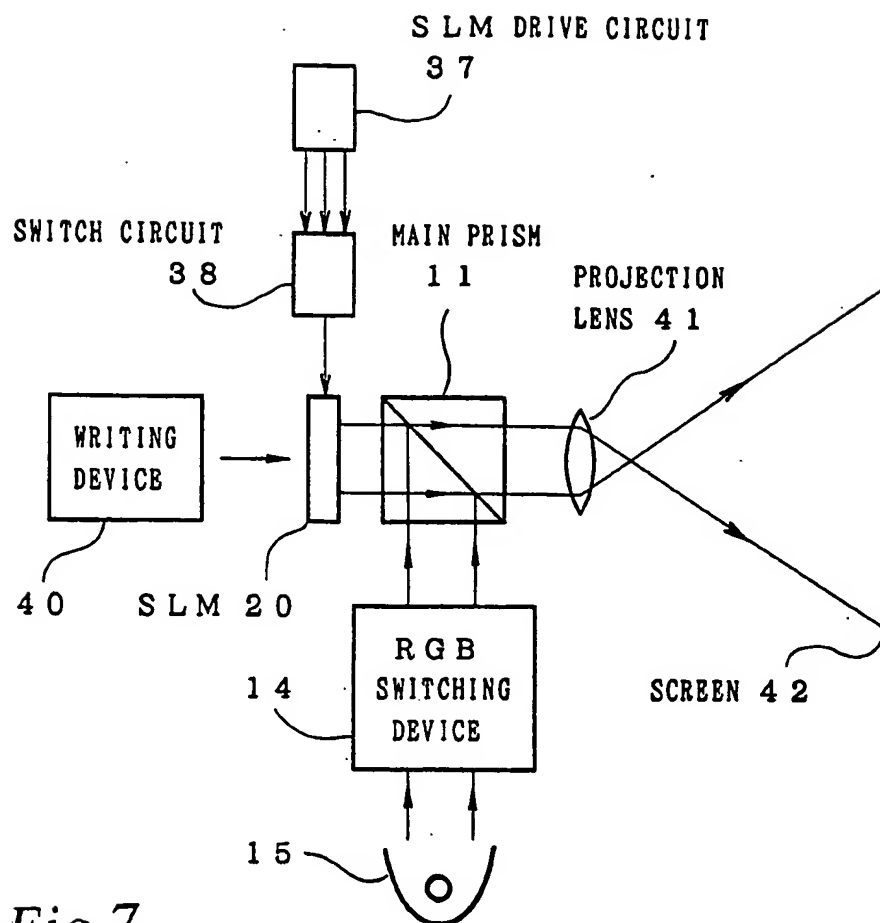 SLM DRIVE CIRCUIT
37
SWITCH CIRCUIT
38
MAIN PRISM
11
PROJECTION
LENS 41
WRITING
DEVICE
40
SLM 20
RGB
SWITCHING
DEVICE
14
SCREEN 42
15
Fig.7